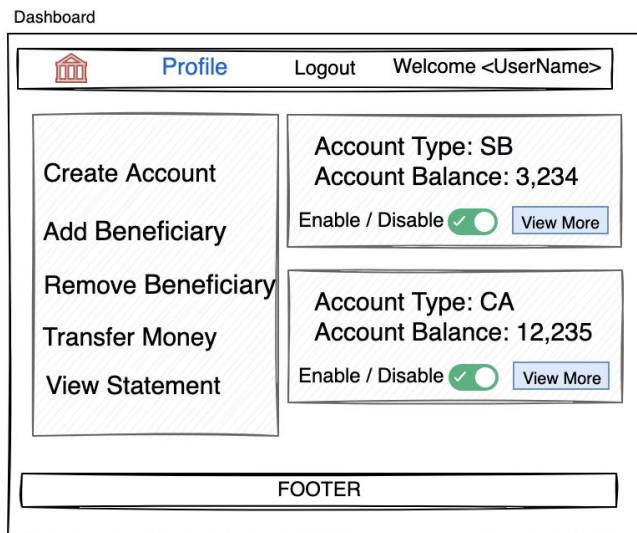 Dashboard
Profile Logout Welcome <UserName>
Create Account
Add Beneficiary
Remove Beneficiary
Transfer Money
View Statement
Account Type: SB
Account Balance: 3,234
Enable / Disable View More
Account Type: CA
Account Balance: 12,235
Enable / Disable View More
FOOTER